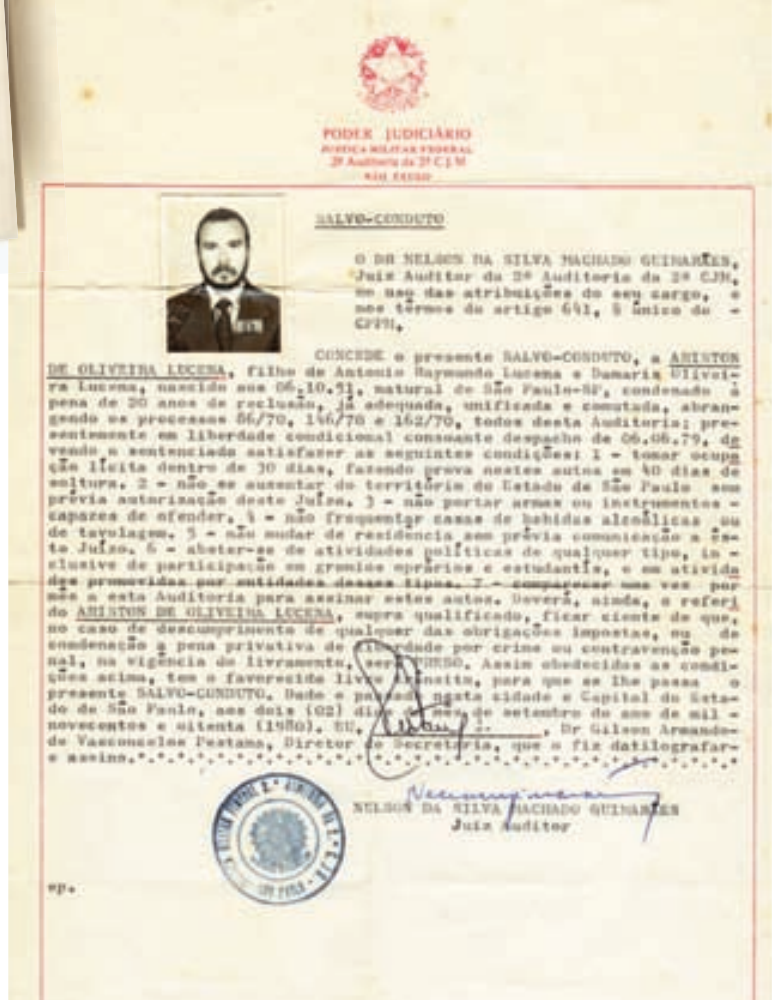 PODER JUDICIÁRIO
JUSTIÇA MILITAR FEDERAL
2ª Auditoria da 2ª C.J.M
SÃO PAULO
SALVO-CONDUTO
O DR NELSON DA SILVA MACHADO GUIMARÃES,
Juiz Auditor da 2ª Auditoria da 2ª CJM,
no uso das atribuições do seu cargo, e
nos têrmos do artigo 641, § único do -
CPPM,
CONCEDE o presente SALVO-CONDUTO, a ARISTON
DE OLIVEIRA LUCENA, filho de Antonio Raymundo Lucena e Damaris Olivei-
ra Lucena, nascido aos 06.10.51, natural de São Paulo-SP, condenado à
pena de 20 anos de reclusão, já adequada, unificada e comutada, abran-
gendo os processos 86/70, 146/70 e 162/70, todos desta Auditoria; pre-
sentemente em liberdade condicional consoante despacho de 06.06.79, de
vendo o sentenciado satisfazer as seguintes condições: 1 - tomar ocupa
ção lícita dentro de 30 dias, fazendo prova nestes autos em 40 dias de
soltura. 2 - não se ausentar do território do Estado de São Paulo sem
prévia autorização deste Juízo. 3 - não portar armas ou instrumentos -
capazes de ofender. 4 - não frequentar casas de bebidas alcoólicas ou
de tavolagem. 5 - não mudar de residência sem prévia comunicação a es-
te Juízo. 6 - abster-se de atividades políticas de qualquer tipo, in -
clusive de participação em gremios oprários e estudantis, e em ativida
des promovidas por entidades desses tipos. 7 - comparecer uma vez por
mês a esta Auditoria para assinar estes autos. Deverá, ainda, o referi
do ARISTON DE OLIVEIRA LUCENA, supra qualificado, ficar ciente de que,
no caso de descumprimento de qualquer das obrigações impostas, ou de
condenação a pena privativa de liberdade por crime ou contravenção pe-
nal, na vigência do livramento, será PRESO. Assim obedecidos as condi-
ções acima, tem o favorecido livre trânsito, para que se lhe passa o
presente SALVO-CONDUTO. Dado e passado nesta cidade e Capital do Esta-
do de São Paulo, aos dois (02) dias do mês de setembro do ano de mil -
novecentos e oitenta (1980). EU, , Dr Gilson Armando-
de Vasconcelos Pestana, Diretor de Secretaria, que o fiz datilografar-
e assino.
NELSON DA SILVA MACHADO GUIMARÃES
Juiz Auditor
ep.